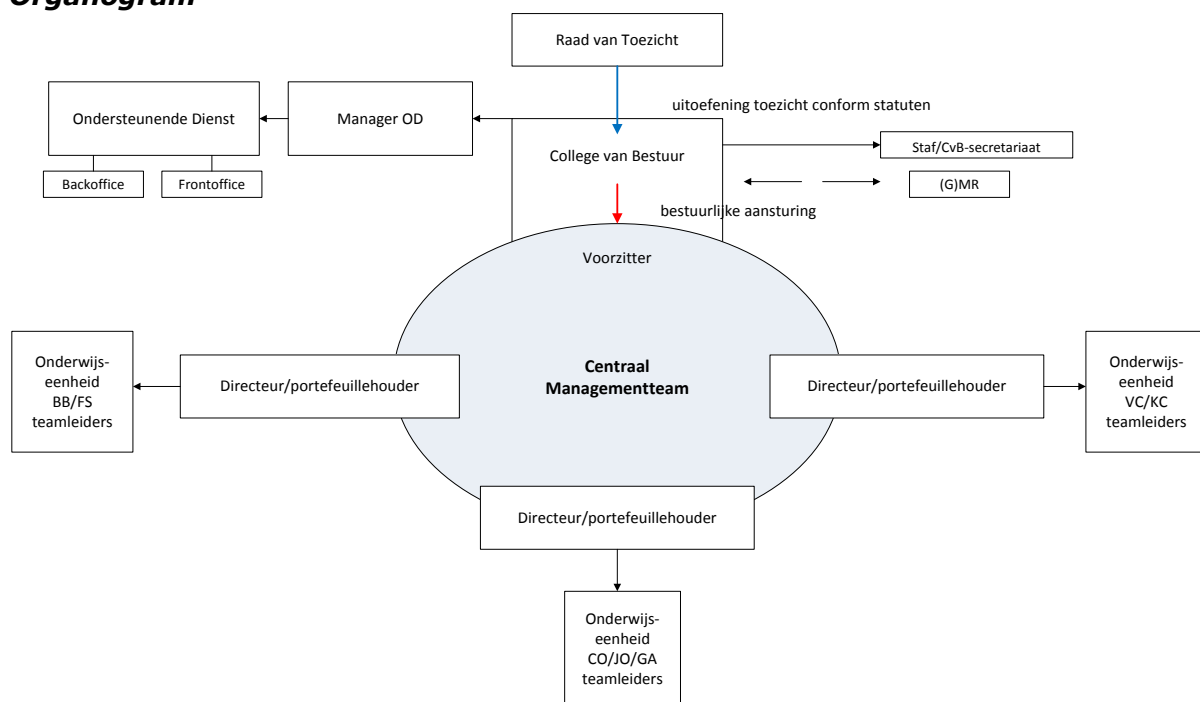 Organogram
Raad van Toezicht
uitoefening toezicht conform statuten
Ondersteunende Dienst
Manager OD
College van Bestuur
Staf/CvB-secretariaat
Backoffice
Frontoffice
(G)MR
bestuurlijke aansturing
Voorzitter
Centraal
Managementteam
Onderwijs-
eenheid
BB/FS
teamleiders
Directeur/portefeuillehouder
Directeur/portefeuillehouder
Onderwijs-
eenheid
VC/KC
teamleiders
Directeur/portefeuillehouder
Onderwijs-
eenheid
CO/JO/GA
teamleiders